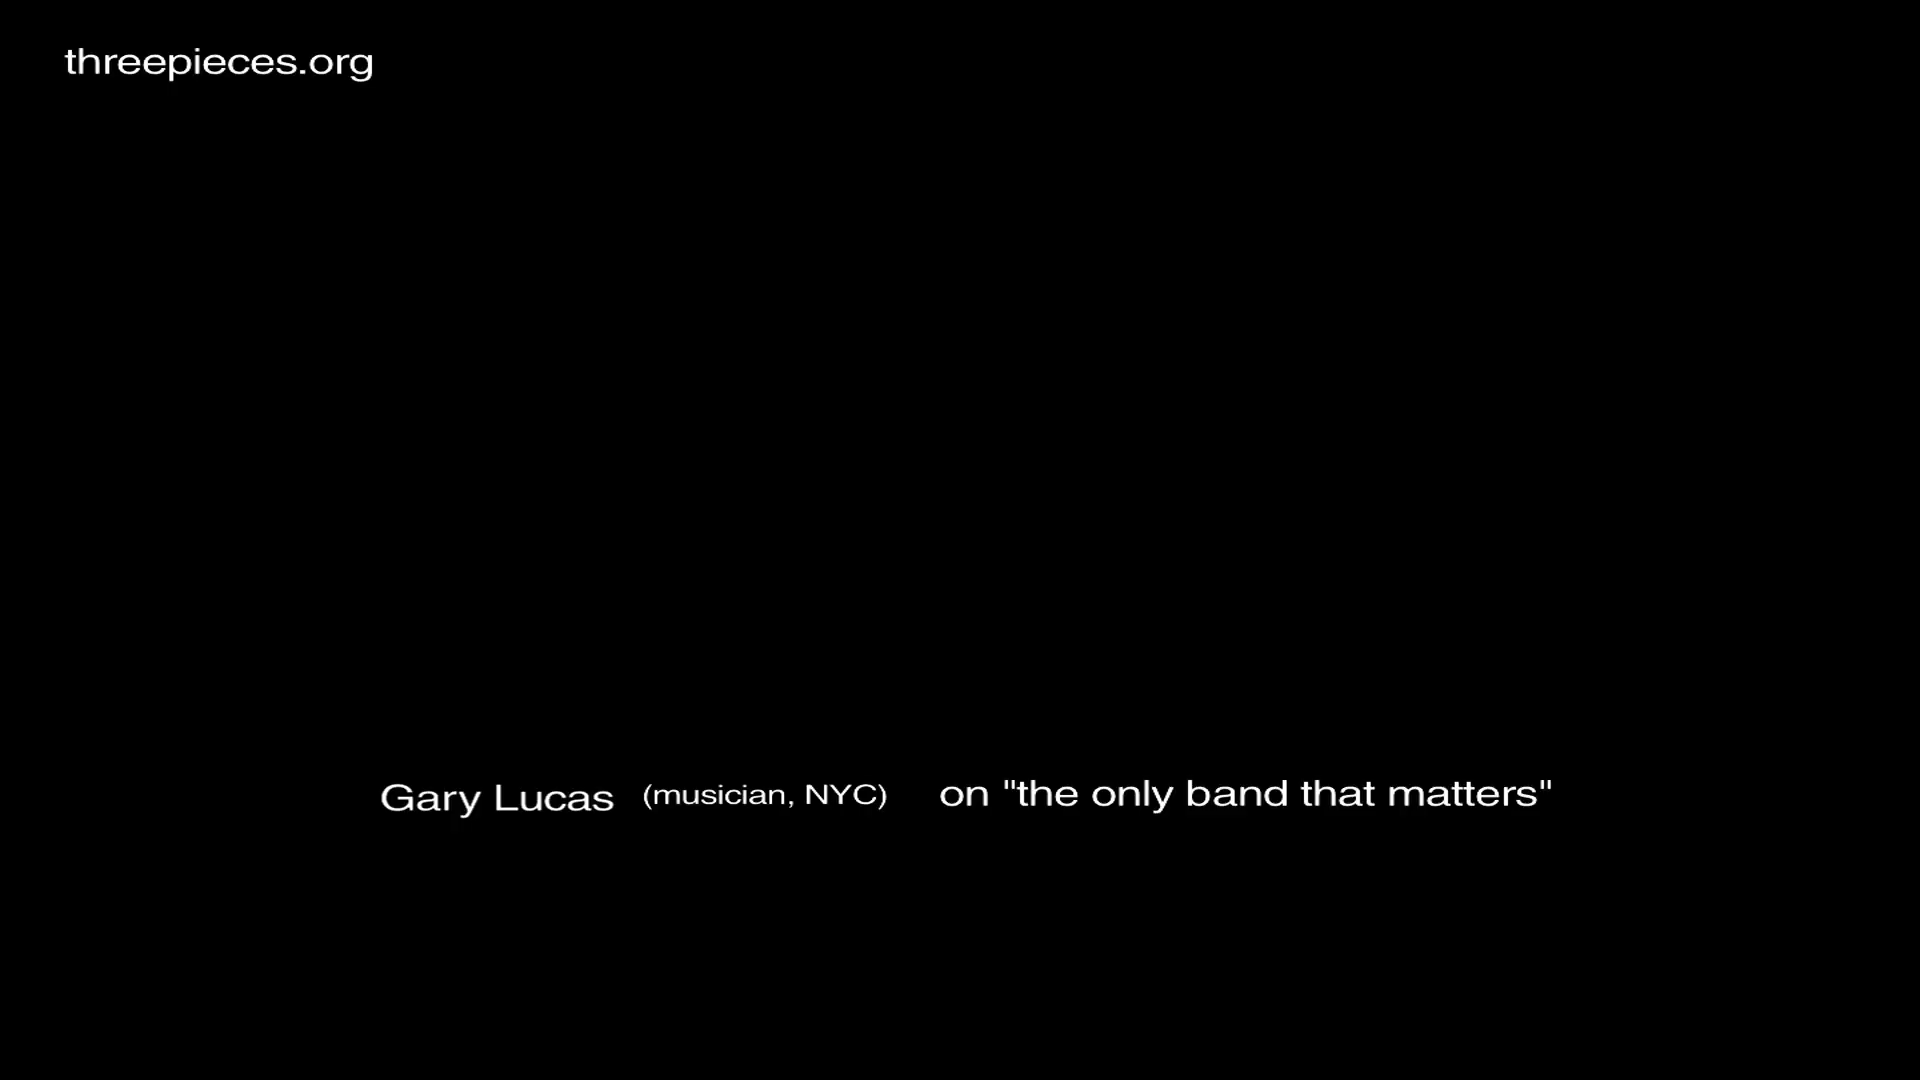 threepieces.org
Gary Lucas (musician, NYC) on "the only band that matters"